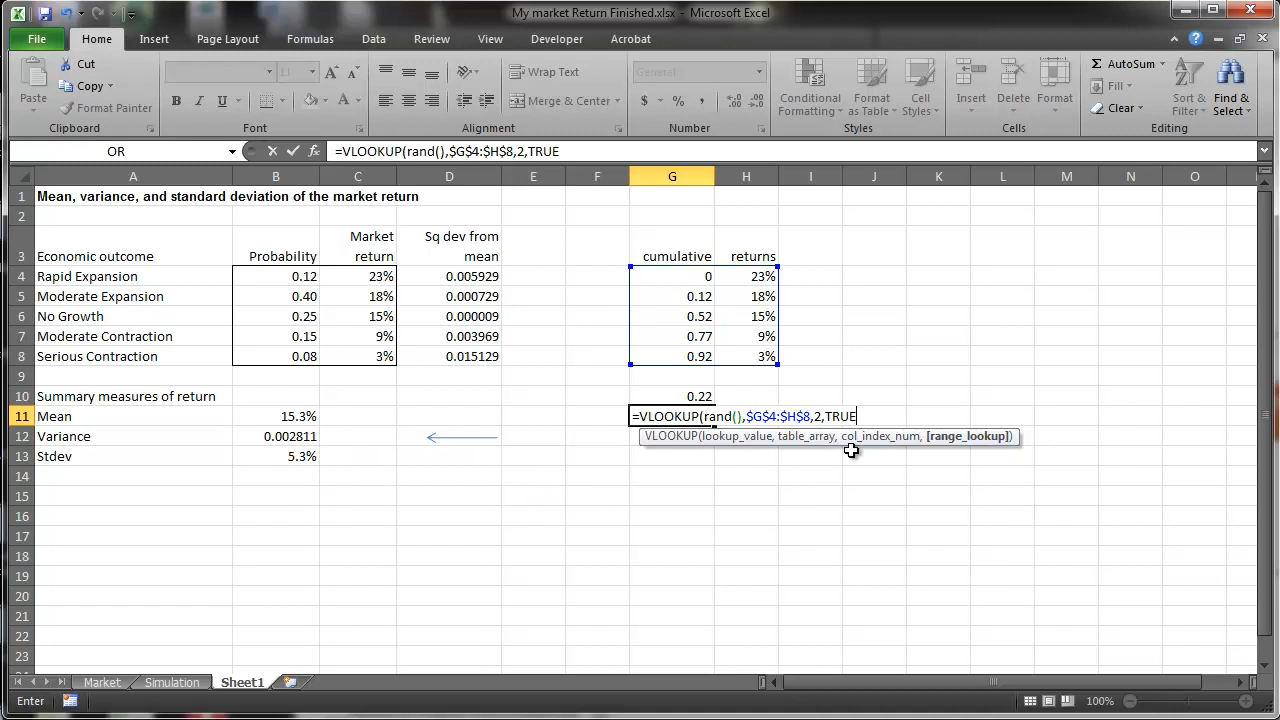 My market Return Finished.xlsx - Microsoft Excel
File Home Insert Page Layout Formulas Data Review View Developer Acrobat
Paste
Cut
Copy
Format Painter
Clipboard
11
B I U
Font
Wrap Text
Merge & Center
Alignment
General
$ % ,
Number
Conditional Formatting
Format as Table
Cell Styles
Styles
Insert Delete Format
Cells
AutoSum
Fill
Clear
Sort & Filter
Find & Select
Editing
OR =VLOOKUP(rand(),$G$4:$H$8,2,TRUE
A B C D E F G H I J K L M N O
1 Mean, variance, and standard deviation of the market return
2
Market Sq dev from
3 Economic outcome Probability return mean cumulative returns
4 Rapid Expansion 0.12 23% 0.005929 0 23%
5 Moderate Expansion 0.40 18% 0.000729 0.12 18%
6 No Growth 0.25 15% 0.000009 0.52 15%
7 Moderate Contraction 0.15 9% 0.003969 0.77 9%
8 Serious Contraction 0.08 3% 0.015129 0.92 3%
9
10 Summary measures of return 0.22
11 Mean 15.3% =VLOOKUP(rand(),$G$4:$H$8,2,TRUE
12 Variance 0.002811 VLOOKUP(lookup_value, table_array, col_index_num, [range_lookup])
13 Stdev 5.3%
14
15
16
17
18
19
20
21
22
23
Market Simulation Sheet1
Enter 100%